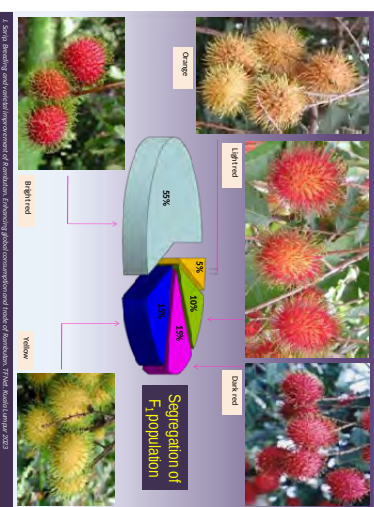 Orange
Light red
Dark red
55%
5%
10%
15%
15%
Segregation of
F1 population
Bright red
Yellow
J. Sarip. Breeding and varietal improvement of Rambutan. Enhancing global consumption and trade of Rambutan. TFNet. Kuala Lumpur 2023